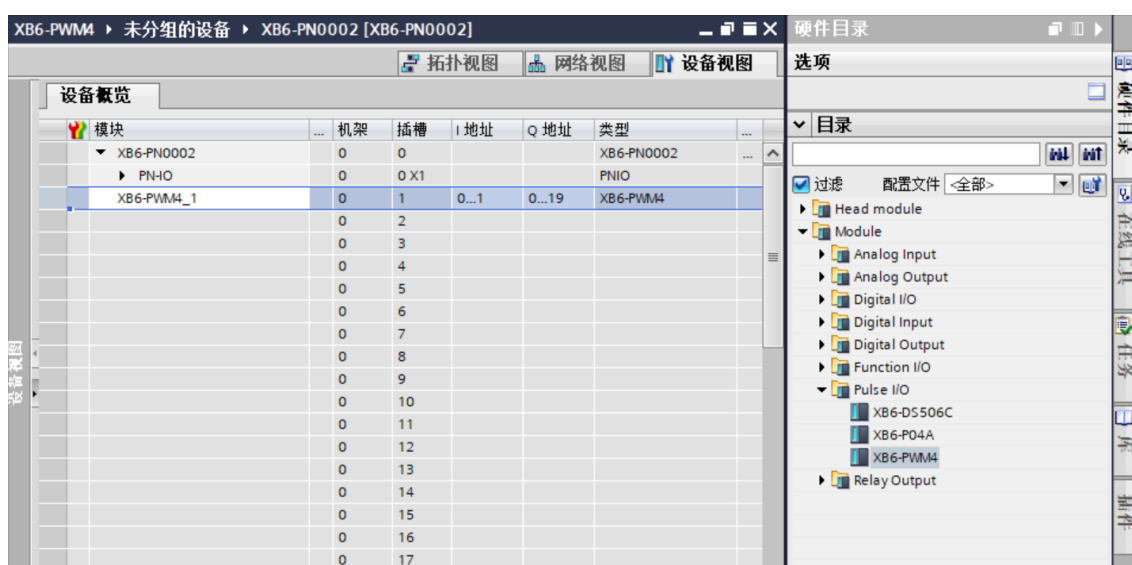 XB6-PWM4 ▸ 未分组的设备 ▸ XB6-PN0002 [XB6-PN0002]
拓扑视图 网络视图 设备视图
设备概览
模块 ... 机架 插槽 I 地址 Q 地址 类型 ...
XB6-PN0002 0 0 XB6-PN0002 ...
PN-IO 0 0 X1 PNIO
XB6-PWM4_1 0 1 0...1 0...19 XB6-PWM4
0 2
0 3
0 4
0 5
0 6
0 7
0 8
0 9
0 10
0 11
0 12
0 13
0 14
0 15
0 16
0 17
设备视图
硬件目录
选项
目录
过滤 配置文件 <全部>
Head module
Module
Analog Input
Analog Output
Digital I/O
Digital Input
Digital Output
Function I/O
Pulse I/O
XB6-DS506C
XB6-P04A
XB6-PWM4
Relay Output
硬件目录
在线工具
任务
库
插件